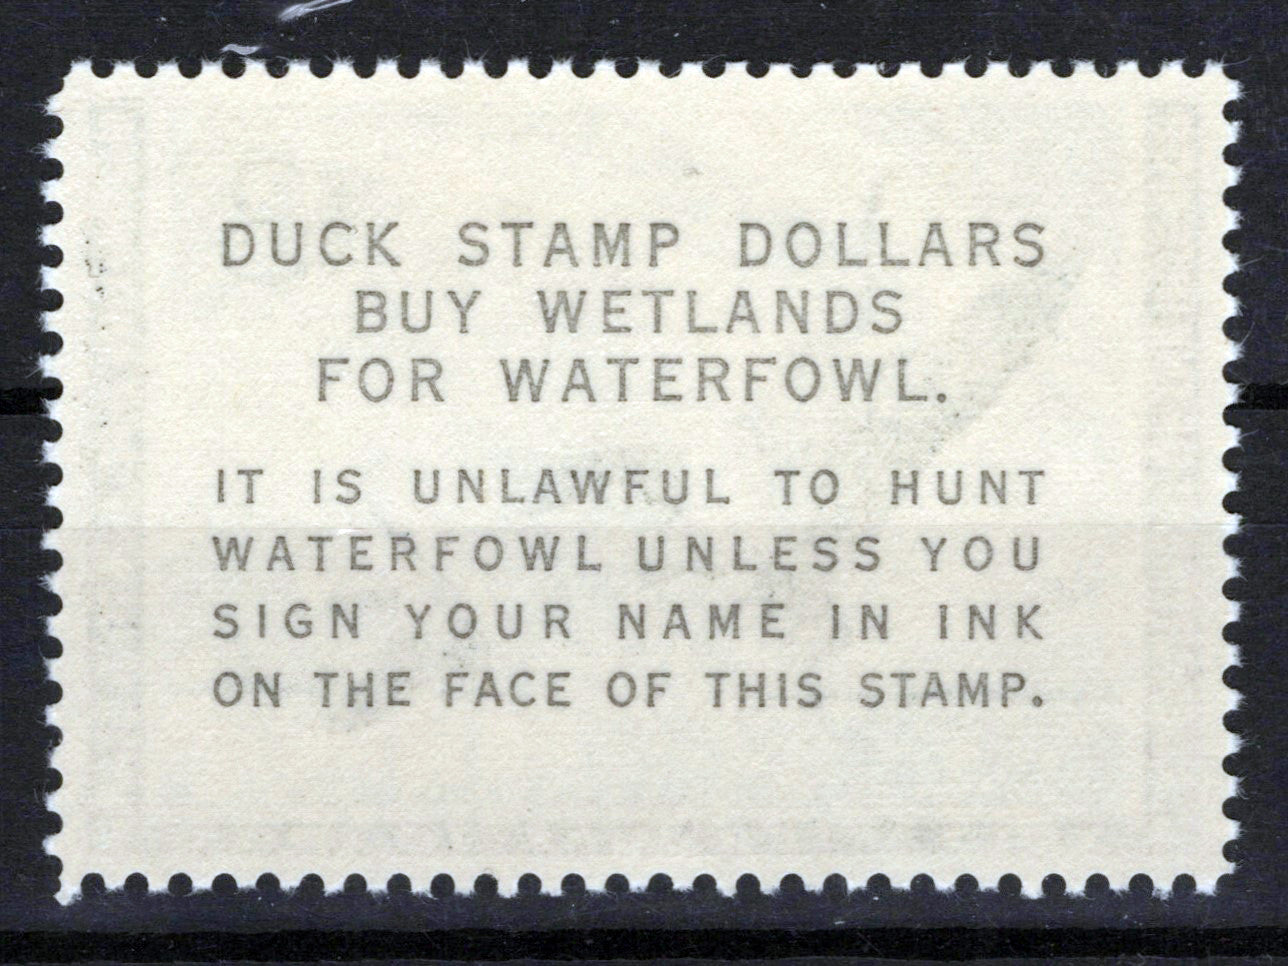 DUCK STAMP DOLLARS
BUY WETLANDS
FOR WATERFOWL.
IT IS UNLAWFUL TO HUNT
WATERFOWL UNLESS YOU
SIGN YOUR NAME IN INK
ON THE FACE OF THIS STAMP.